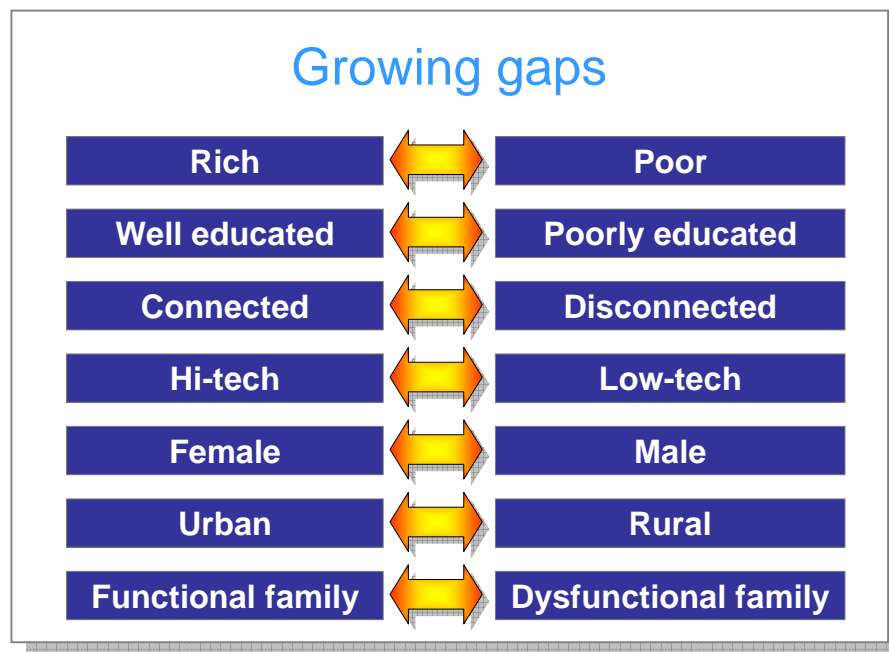 Growing gaps
Rich Poor
Well educated Poorly educated
Connected Disconnected
Hi-tech Low-tech
Female Male
Urban Rural
Functional family Dysfunctional family